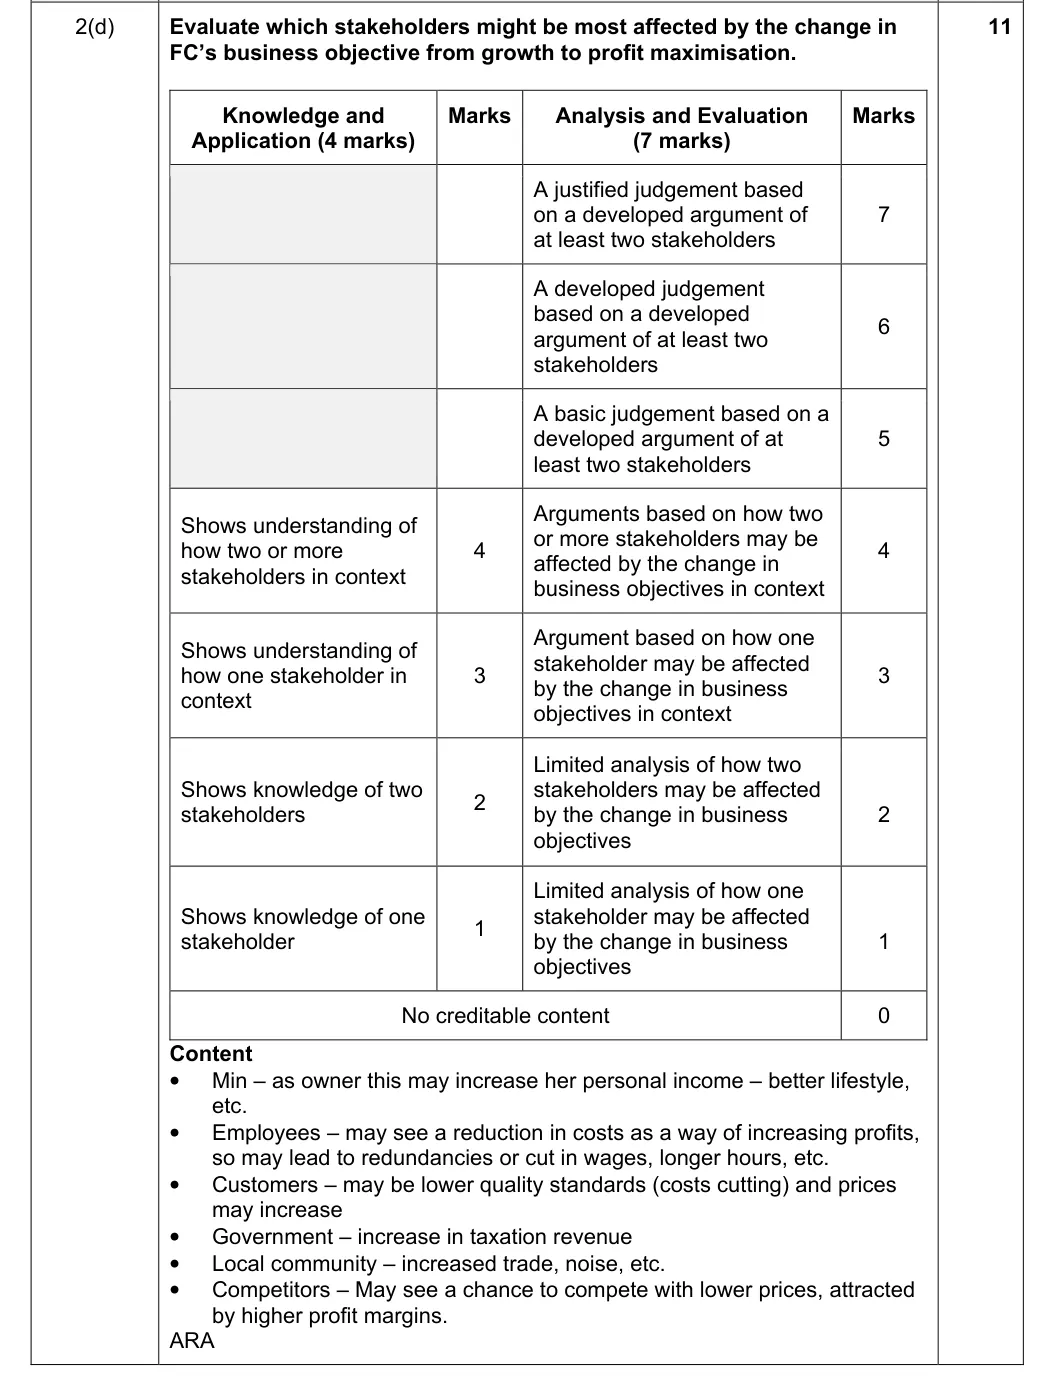 2(d)
Evaluate which stakeholders might be most affected by the change in
FC’s business objective from growth to profit maximisation.
11
Knowledge and
Application (4 marks)
Marks
Analysis and Evaluation
(7 marks)
Marks
A justified judgement based
on a developed argument of
at least two stakeholders
7
A developed judgement
based on a developed
argument of at least two
stakeholders
6
A basic judgement based on a
developed argument of at
least two stakeholders
5
Shows understanding of
how two or more
stakeholders in context
4
Arguments based on how two
or more stakeholders may be
affected by the change in
business objectives in context
4
Shows understanding of
how one stakeholder in
context
3
Argument based on how one
stakeholder may be affected
by the change in business
objectives in context
3
Shows knowledge of two
stakeholders
2
Limited analysis of how two
stakeholders may be affected
by the change in business
objectives
2
Shows knowledge of one
stakeholder
1
Limited analysis of how one
stakeholder may be affected
by the change in business
objectives
1
No creditable content
0
Content
• Min – as owner this may increase her personal income – better lifestyle,
etc.
• Employees – may see a reduction in costs as a way of increasing profits,
so may lead to redundancies or cut in wages, longer hours, etc.
• Customers – may be lower quality standards (costs cutting) and prices
may increase
• Government – increase in taxation revenue
• Local community – increased trade, noise, etc.
• Competitors – May see a chance to compete with lower prices, attracted
by higher profit margins.
ARA